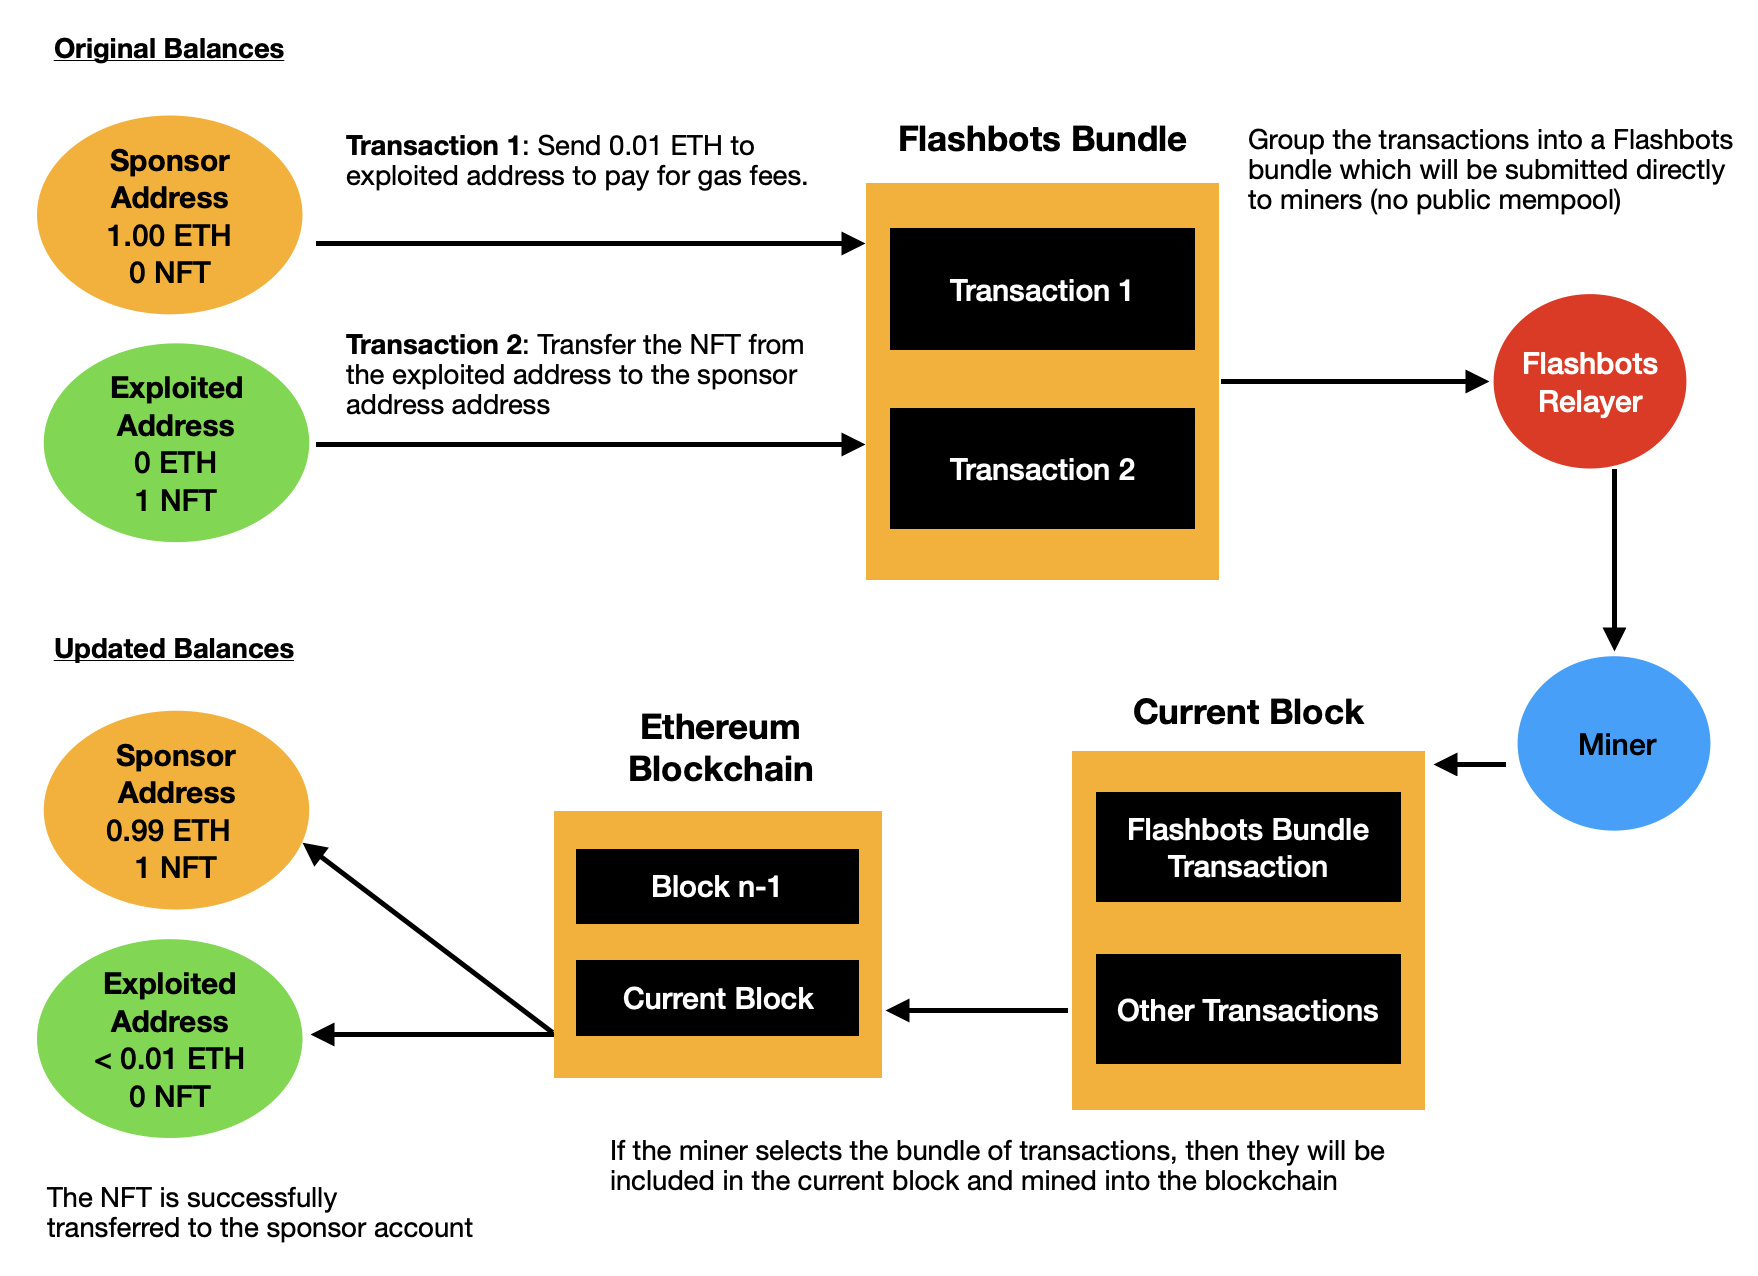 Original Balances
Sponsor
Address
1.00 ETH
0 NFT
Transaction 1: Send 0.01 ETH to
exploited address to pay for gas fees.
Exploited
Address
0 ETH
1 NFT
Transaction 2: Transfer the NFT from
the exploited address to the sponsor
address address
Flashbots Bundle
Transaction 1
Transaction 2
Group the transactions into a Flashbots
bundle which will be submitted directly
to miners (no public mempool)
Flashbots
Relayer
Miner
Current Block
Flashbots Bundle
Transaction
Other Transactions
Ethereum
Blockchain
Block n-1
Current Block
If the miner selects the bundle of transactions, then they will be
included in the current block and mined into the blockchain
Updated Balances
Sponsor
Address
0.99 ETH
1 NFT
Exploited
Address
< 0.01 ETH
0 NFT
The NFT is successfully
transferred to the sponsor account